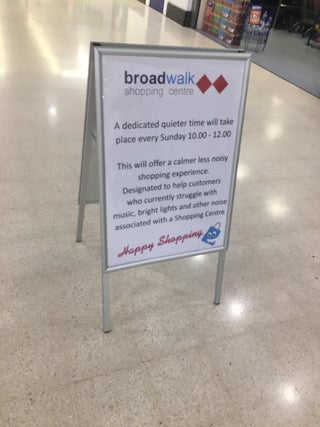 broadwalk
shopping centre
A dedicated quieter time will take
place every Sunday 10.00 - 12.00
This will offer a calmer less noisy
shopping experience.
Designated to help customers
who currently struggle with
music, bright lights and other noise
associated with a Shopping Centre
Happy Shopping